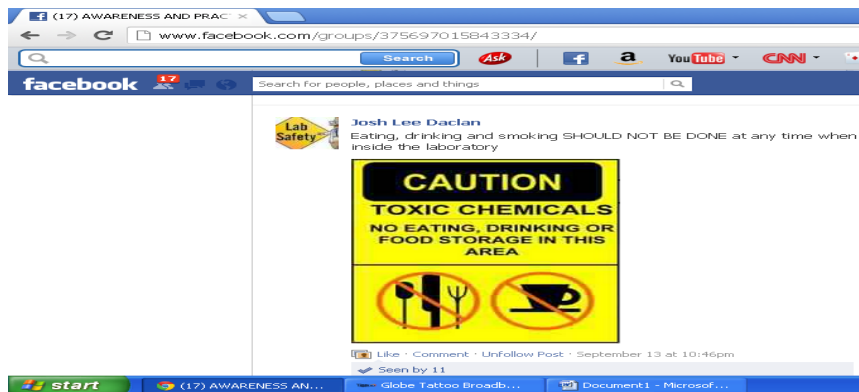 (17) AWARENESS AND PRAC
www.facebook.com/groups/375697015843334/
Search Ask f a You Tube CNN
facebook 17 Search for people, places and things
Lab
Safety
Josh Lee Daclan
Eating, drinking and smoking SHOULD NOT BE DONE at any time when
inside the laboratory
CAUTION
TOXIC CHEMICALS
NO EATING, DRINKING OR
FOOD STORAGE IN THIS
AREA
Like · Comment · Unfollow Post · September 13 at 10:46pm
Seen by 11
start (17) AWARENESS AN... Globe Tattoo Broadb... Document1 - Microsof...